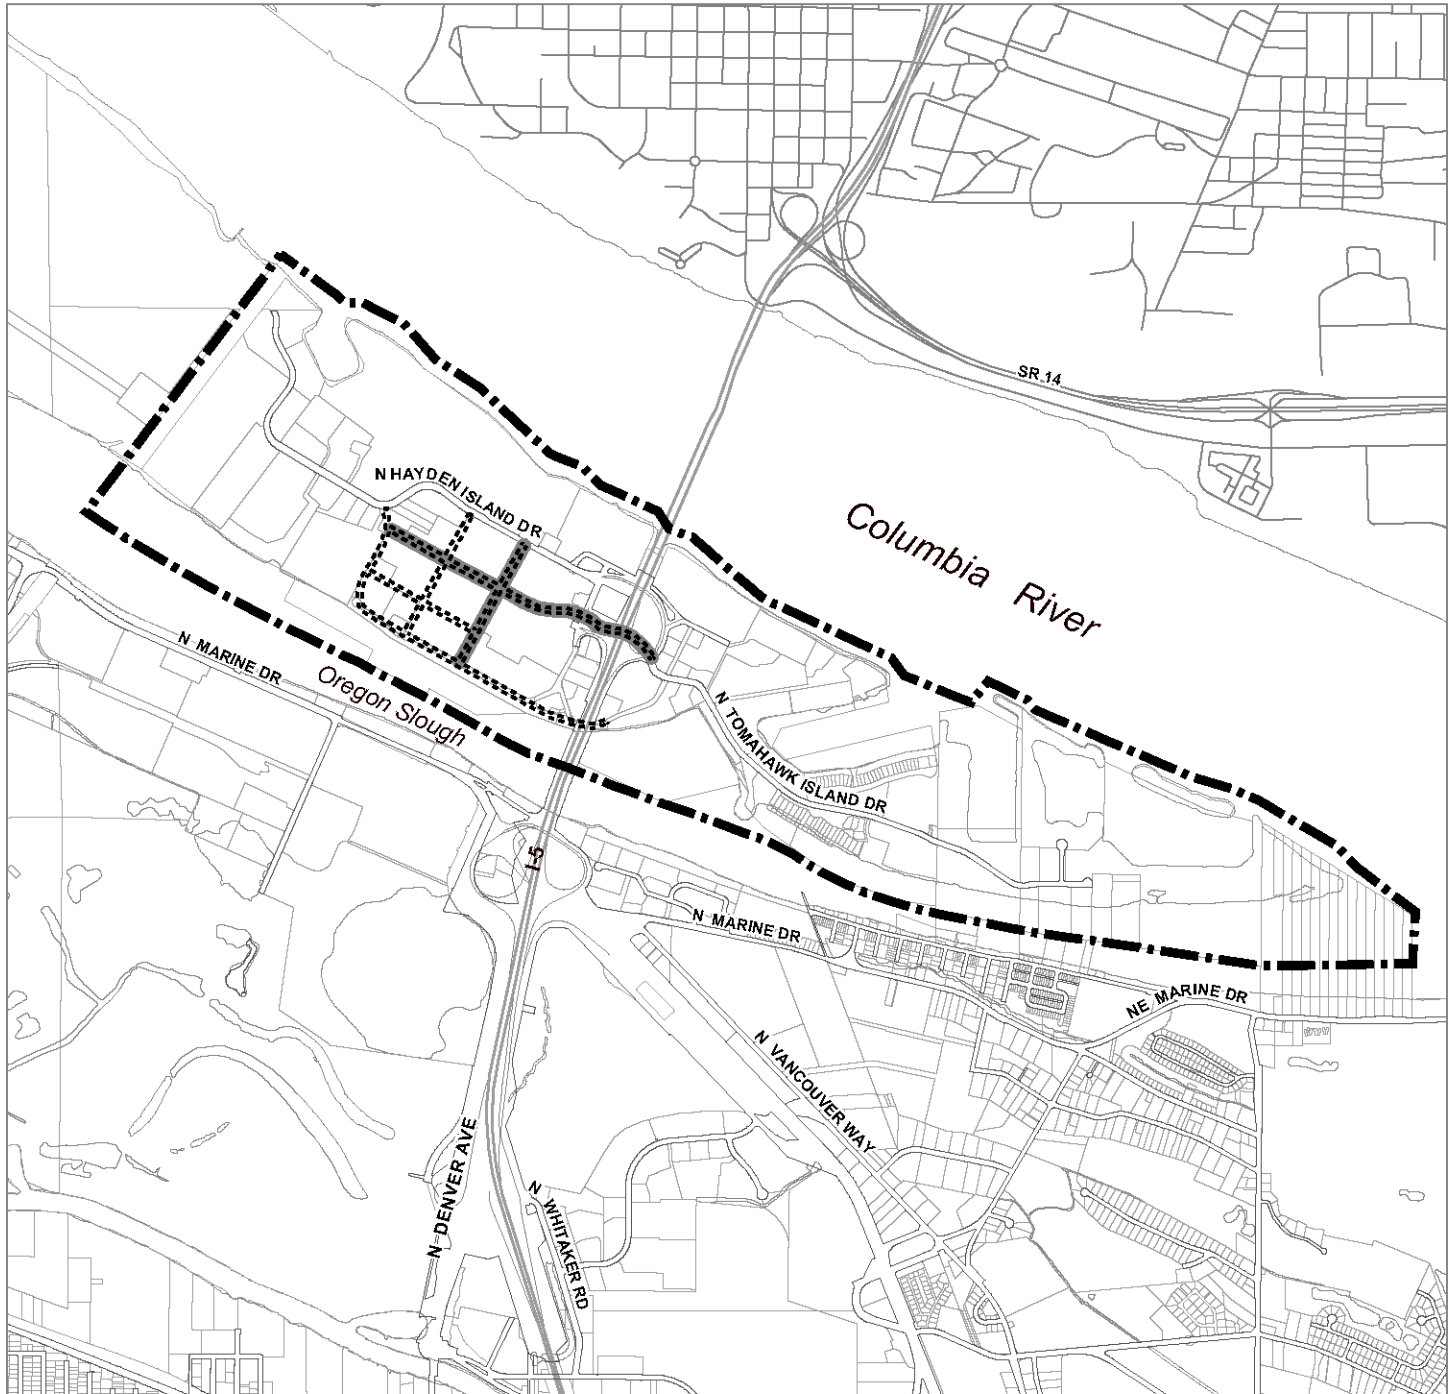 SR 14
N HAYDEN ISLAND DR
Columbia River
N MARINE DR
Oregon Slough
N TOMAHAWK ISLAND DR
I-5
N MARINE DR
NE MARINE DR
N VANCOUVER WAY
N DENVER AVE
N WHITAKER RD